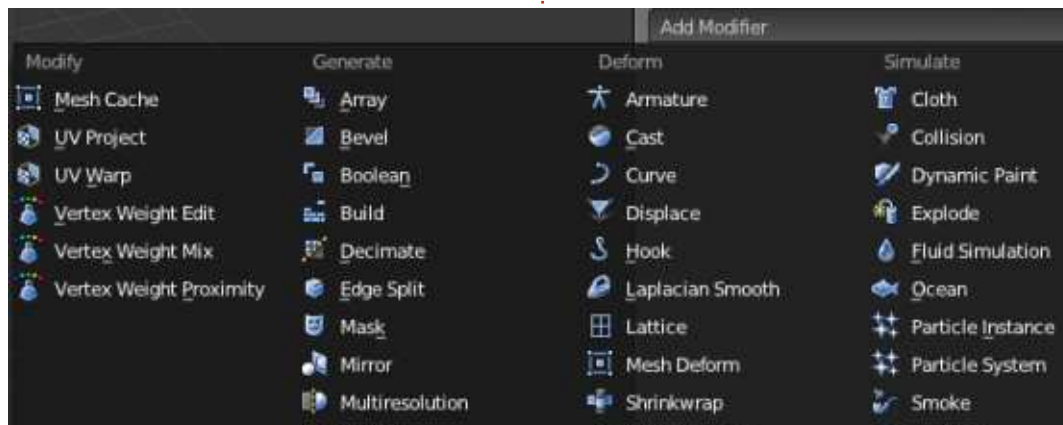 Add Modifier
Modify Generate Deform Simulate
Mesh Cache Array Armature Cloth
UV Project Bevel Cast Collision
UV Warp Boolean Curve Dynamic Paint
Vertex Weight Edit Build Displace Explode
Vertex Weight Mix Decimate Hook Fluid Simulation
Vertex Weight Proximity Edge Split Laplacian Smooth Ocean
Mask Lattice Particle Instance
Mirror Mesh Deform Particle System
Multiresolution Shrinkwrap Smoke